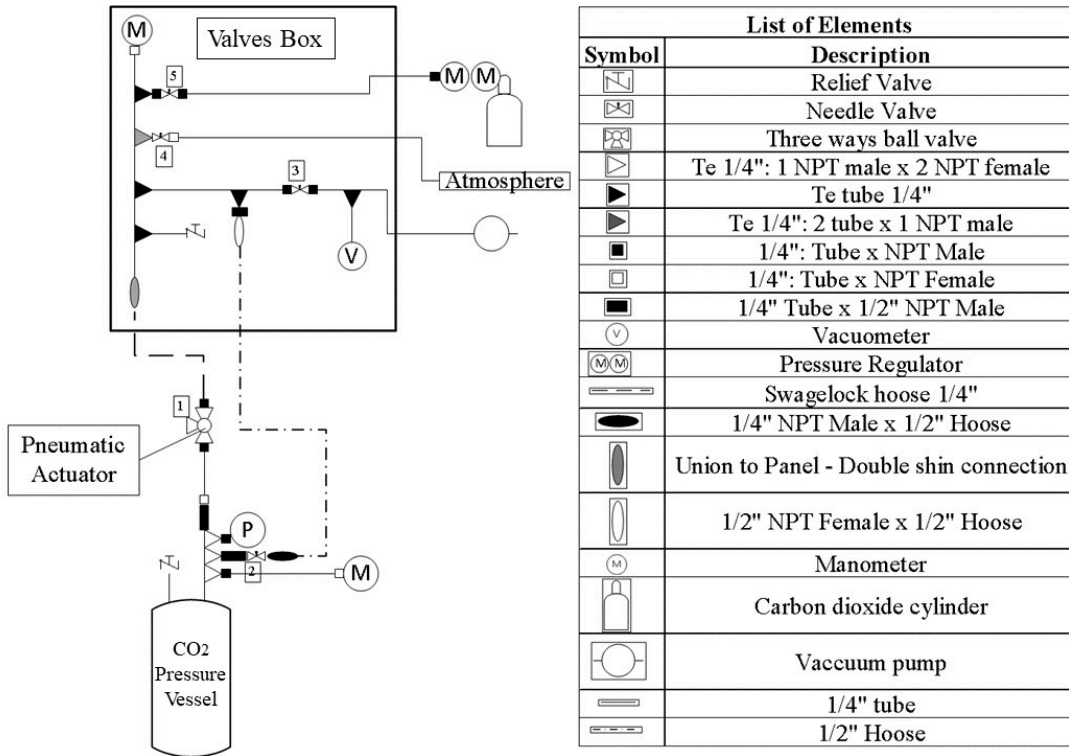 M
Valves Box
5
M M
4
3
Atmosphere
V
1
Pneumatic
Actuator
P
2
M
CO2
Pressure
Vessel
List of Elements
Symbol Description
Relief Valve
Needle Valve
Three ways ball valve
Te 1/4": 1 NPT male x 2 NPT female
Te tube 1/4"
Te 1/4": 2 tube x 1 NPT male
1/4": Tube x NPT Male
1/4": Tube x NPT Female
1/4" Tube x 1/2" NPT Male
V Vacuometer
MM Pressure Regulator
Swagelock hoose 1/4"
1/4" NPT Male x 1/2" Hoose
Union to Panel - Double shin connection
1/2" NPT Female x 1/2" Hoose
M Manometer
Carbon dioxide cylinder
Vaccuum pump
1/4" tube
1/2" Hoose